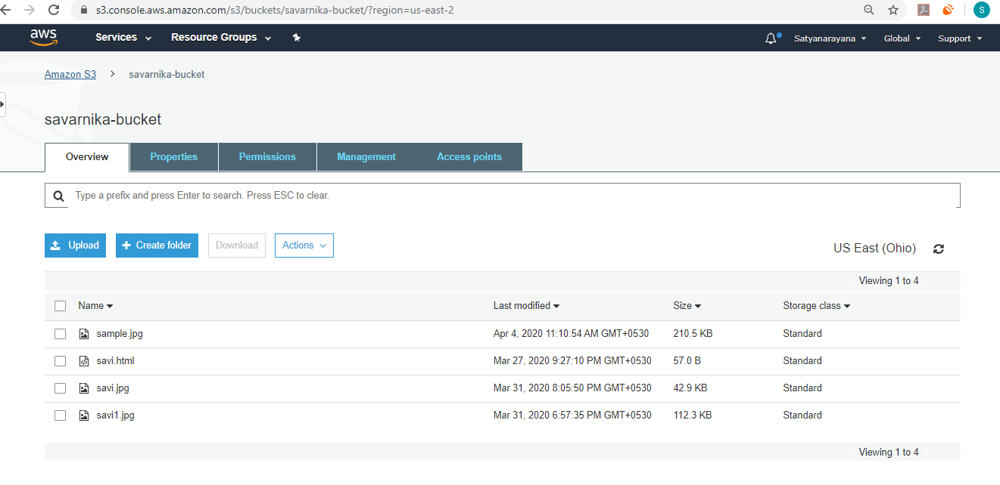 s3.console.aws.amazon.com/s3/buckets/savarnika-bucket/?region=us-east-2 S
aws Services Resource Groups Satyanarayana Global Support
Amazon S3 > savarnika-bucket
savarnika-bucket
Overview Properties Permissions Management Access points
Type a prefix and press Enter to search. Press ESC to clear.
Upload + Create folder Download Actions US East (Ohio)
Viewing 1 to 4
Name Last modified Size Storage class
sample.jpg Apr 4, 2020 11:10:54 AM GMT+0530 210.5 KB Standard
savi.html Mar 27, 2020 9:27:10 PM GMT+0530 57.0 B Standard
savi.jpg Mar 31, 2020 8:05:50 PM GMT+0530 42.9 KB Standard
savi1.jpg Mar 31, 2020 6:57:35 PM GMT+0530 112.3 KB Standard
Viewing 1 to 4